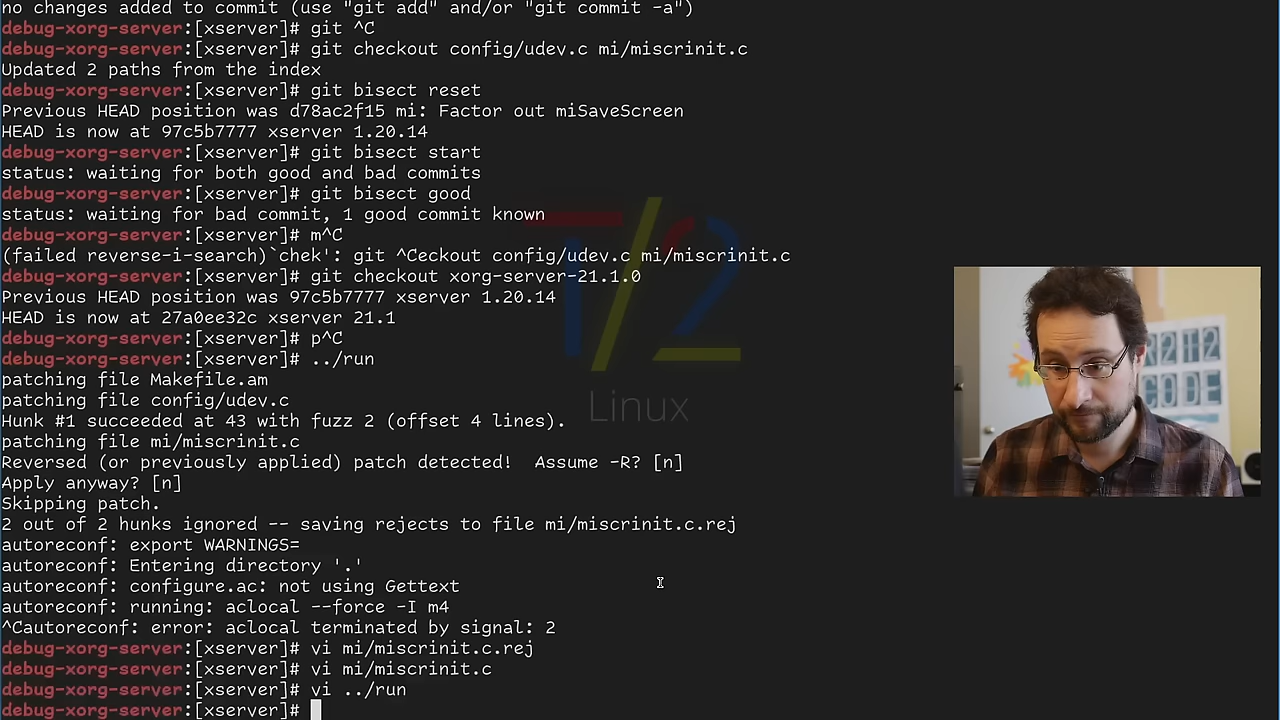 no changes added to commit (use "git add" and/or "git commit -a")
debug-xorg-server:[xserver]# git ^C
debug-xorg-server:[xserver]# git checkout config/udev.c mi/miscrinit.c
Updated 2 paths from the index
debug-xorg-server:[xserver]# git bisect reset
Previous HEAD position was d78ac2f15 mi: Factor out miSaveScreen
HEAD is now at 97c5b7777 xserver 1.20.14
debug-xorg-server:[xserver]# git bisect start
status: waiting for both good and bad commits
debug-xorg-server:[xserver]# git bisect good
status: waiting for bad commit, 1 good commit known
debug-xorg-server:[xserver]# m^C
(failed reverse-i-search)`chek': git ^Ceckout config/udev.c mi/miscrinit.c
debug-xorg-server:[xserver]# git checkout xorg-server-21.1.0
Previous HEAD position was 97c5b7777 xserver 1.20.14
HEAD is now at 27a0ee32c xserver 21.1
debug-xorg-server:[xserver]# p^C
debug-xorg-server:[xserver]# ../run
patching file Makefile.am
patching file config/udev.c
Hunk #1 succeeded at 43 with fuzz 2 (offset 4 lines).
patching file mi/miscrinit.c
Reversed (or previously applied) patch detected!  Assume -R? [n]
Apply anyway? [n]
Skipping patch.
2 out of 2 hunks ignored -- saving rejects to file mi/miscrinit.c.rej
autoreconf: export WARNINGS=
autoreconf: Entering directory '.'
autoreconf: configure.ac: not using Gettext
autoreconf: running: aclocal --force -I m4
^Cautoreconf: error: aclocal terminated by signal: 2
debug-xorg-server:[xserver]# vi mi/miscrinit.c.rej
debug-xorg-server:[xserver]# vi mi/miscrinit.c
debug-xorg-server:[xserver]# vi ../run
debug-xorg-server:[xserver]#
T/2
Linux
R2T2
CODE